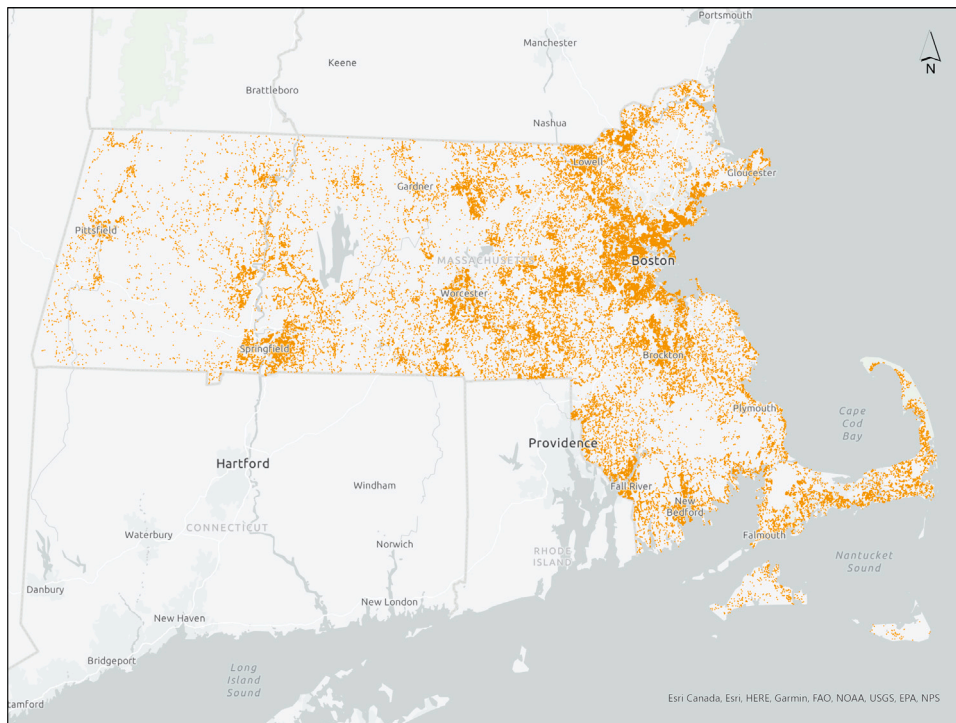 Portsmouth
Manchester
Keene
Brattleboro
N
Nashua
Lowell
Gloucester
Gardner
Pittsfield
MASSACHUSETTS
Boston
Worcester
Springfield
Brockton
Plymouth
Cape
Cod
Bay
Providence
Hartford
Windham
Fall River
New
Bedford
CONNECTICUT
Waterbury
Norwich
RHODE
ISLAND
Falmouth
Nantucket
Sound
Danbury
New London
New Haven
Bridgeport
Long
Island
Sound
tamford
Esri Canada, Esri, HERE, Garmin, FAO, NOAA, USGS, EPA, NPS